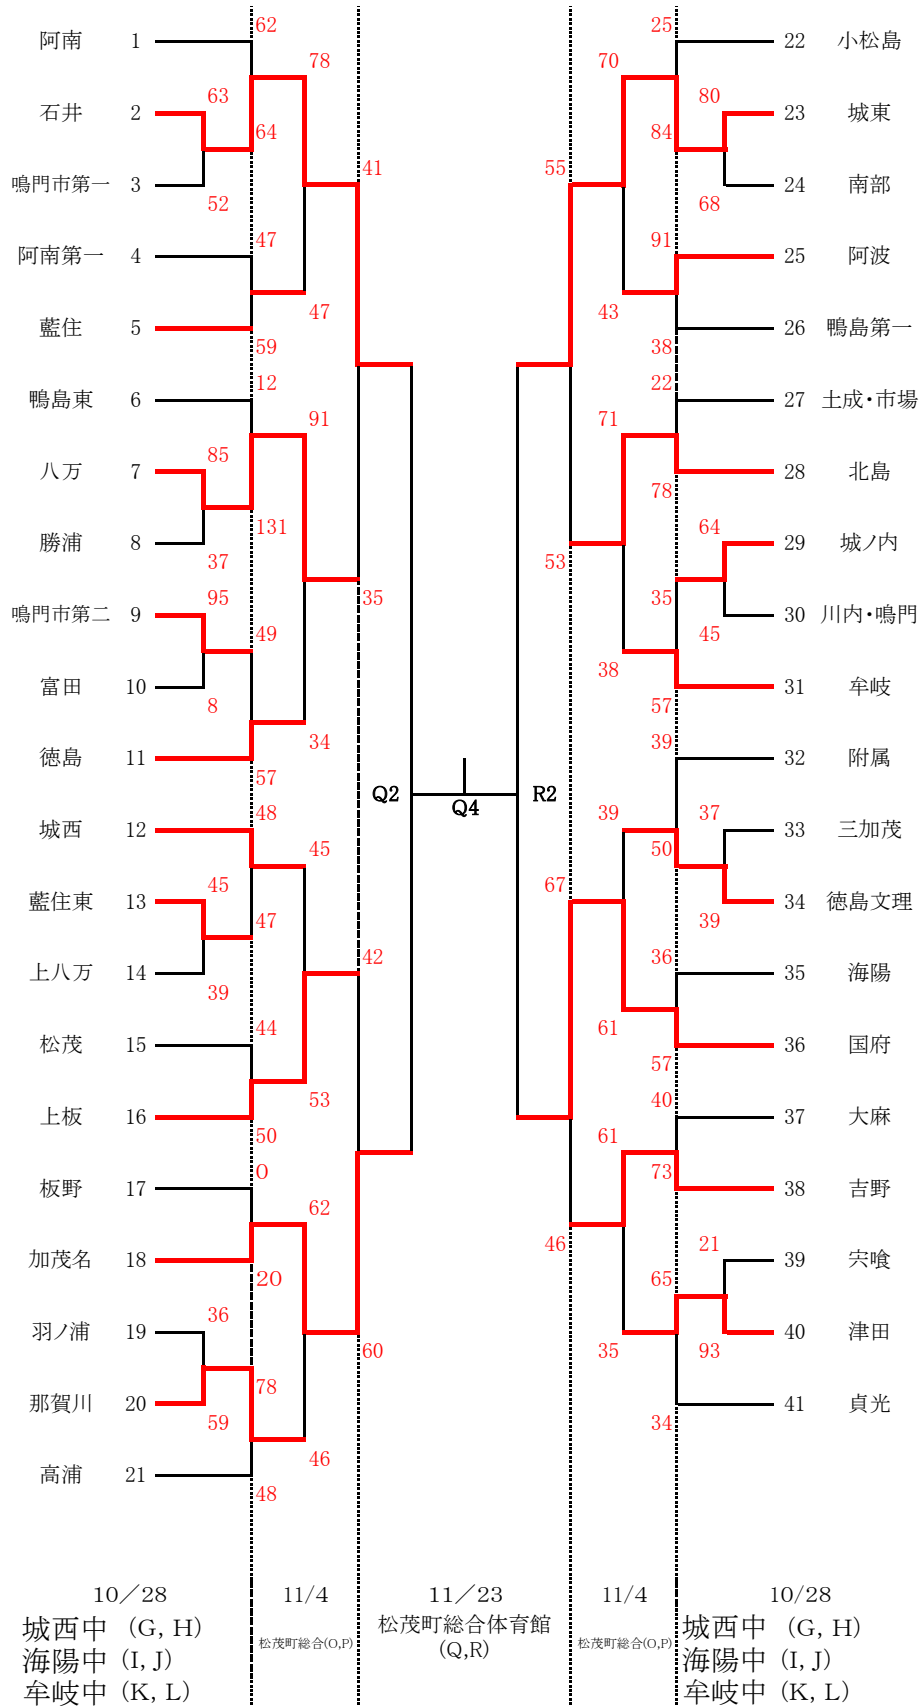 阿南 1
62
78
石井 2
63
64
鳴門市第一 3
52
41
阿南第一 4
47
47
藍住 5
59
鴨島東 6
12
91
八万 7
85
131
勝浦 8
37
35
鳴門市第二 9
95
49
富田 10
8
34
徳島 11
57
城西 12
48
45
藍住東 13
45
47
上八万 14
39
42
松茂 15
44
53
上板 16
50
板野 17
0
62
加茂名 18
20
羽ノ浦 19
36
60
那賀川 20
59
78
46
高浦 21
48
Q2
Q4
R2
25
22 小松島
70
80
84
23 城東
55
24 南部
68
91
25 阿波
43
26 鴨島第一
38
22
27 土成・市場
71
28 北島
78
64
29 城ノ内
53
35
30 川内・鳴門
45
38
31 牟岐
57
39
32 附属
39
37
50
33 三加茂
67
34 徳島文理
39
36
35 海陽
61
36 国府
57
40
37 大麻
61
73
38 吉野
46
21
39 宍喰
65
35
40 津田
93
41 貞光
34
10/28
城西中 (G, H)
海陽中 (I, J)
牟岐中 (K, L)
11/4
松茂町総合(O,P)
11/23
松茂町総合体育館
(Q,R)
11/4
松茂町総合(O,P)
10/28
城西中 (G, H)
海陽中 (I, J)
牟岐中 (K, L)